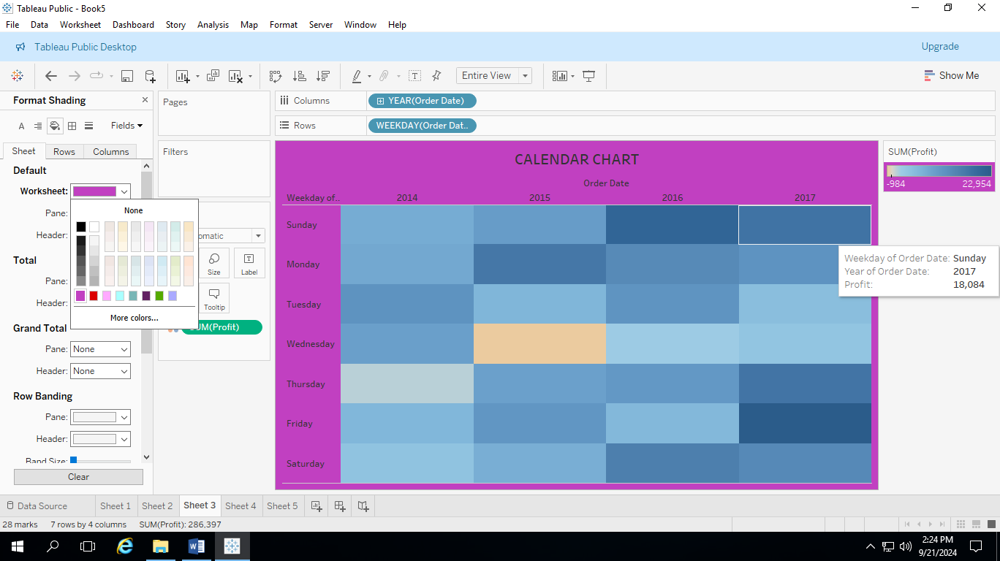 Tableau Public - Book5
File Data Worksheet Dashboard Story Analysis Map Format Server Window Help
Tableau Public Desktop
Upgrade
Entire View
Show Me
Format Shading
Fields
Sheet Rows Columns
Default
Worksheet:
None
Pane:
Header:
Total
Pane:
Header:
More colors...
Grand Total
Pane: None
Header: None
Row Banding
Pane:
Header:
Band Size:
Clear
Pages
Filters
omatic
Size
Label
Tooltip
SUM(Profit)
Columns
YEAR(Order Date)
Rows
WEEKDAY(Order Dat..
CALENDAR CHART
Order Date
Weekday of.. 2014 2015 2016 2017
Sunday
Monday
Tuesday
Wednesday
Thursday
Friday
Saturday
SUM(Profit)
-984 22,954
Weekday of Order Date: Sunday
Year of Order Date: 2017
Profit: 18,084
Data Source Sheet 1 Sheet 2 Sheet 3 Sheet 4 Sheet 5
28 marks 7 rows by 4 columns SUM(Profit): 286,397
2:24 PM
9/21/2024